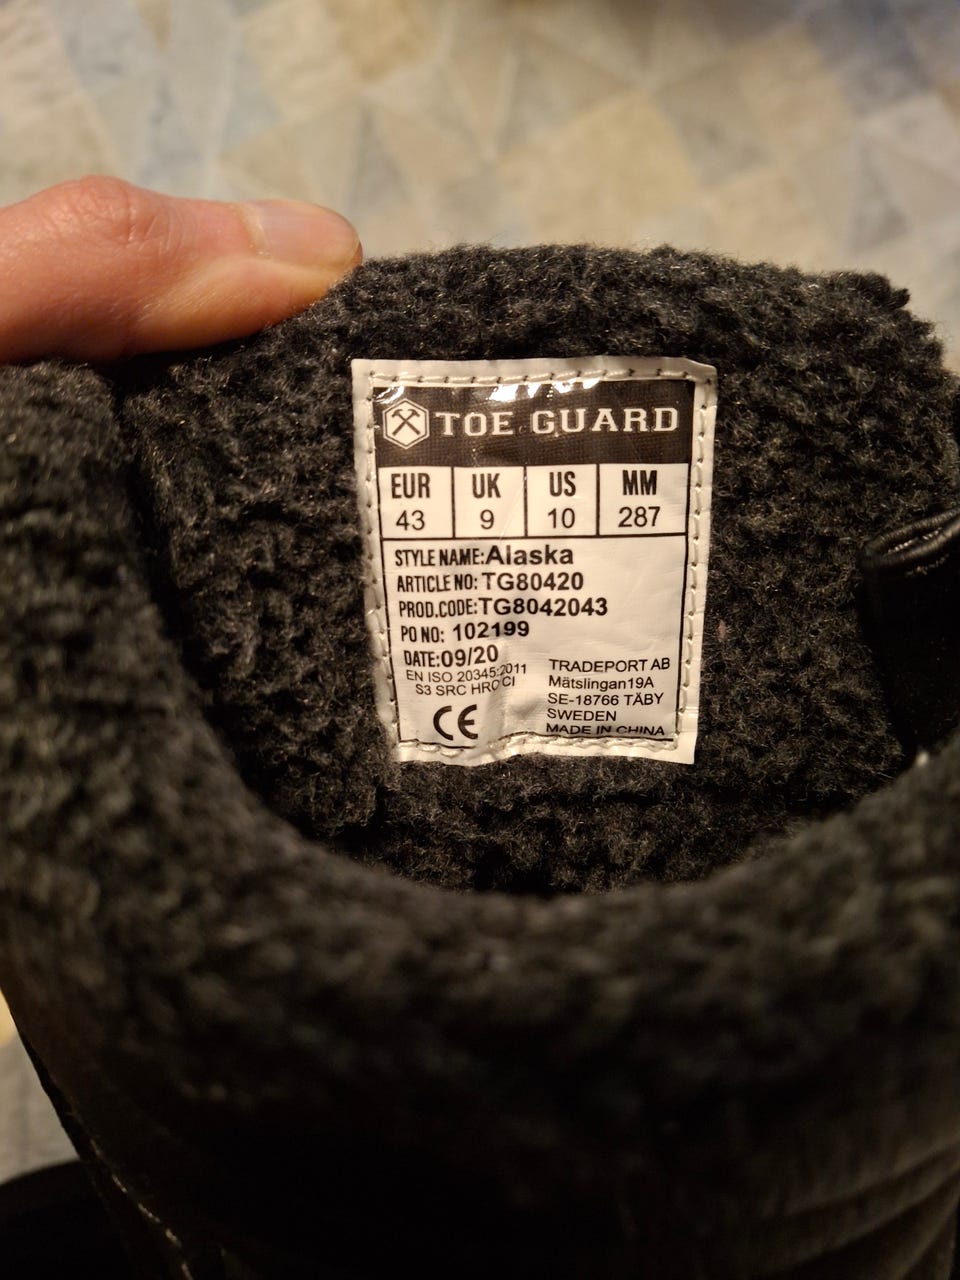 TOE GUARD
EUR UK US MM
43 9 10 287
STYLE NAME:Alaska
ARTICLE NO: TG80420
PROD.CODE:TG8042043
PO NO: 102199
DATE:09/20
EN ISO 20345:2011
S3 SRC HRO CI
CE
TRADEPORT AB
Mätslingan19A
SE-18766 TÄBY
SWEDEN
MADE IN CHINA